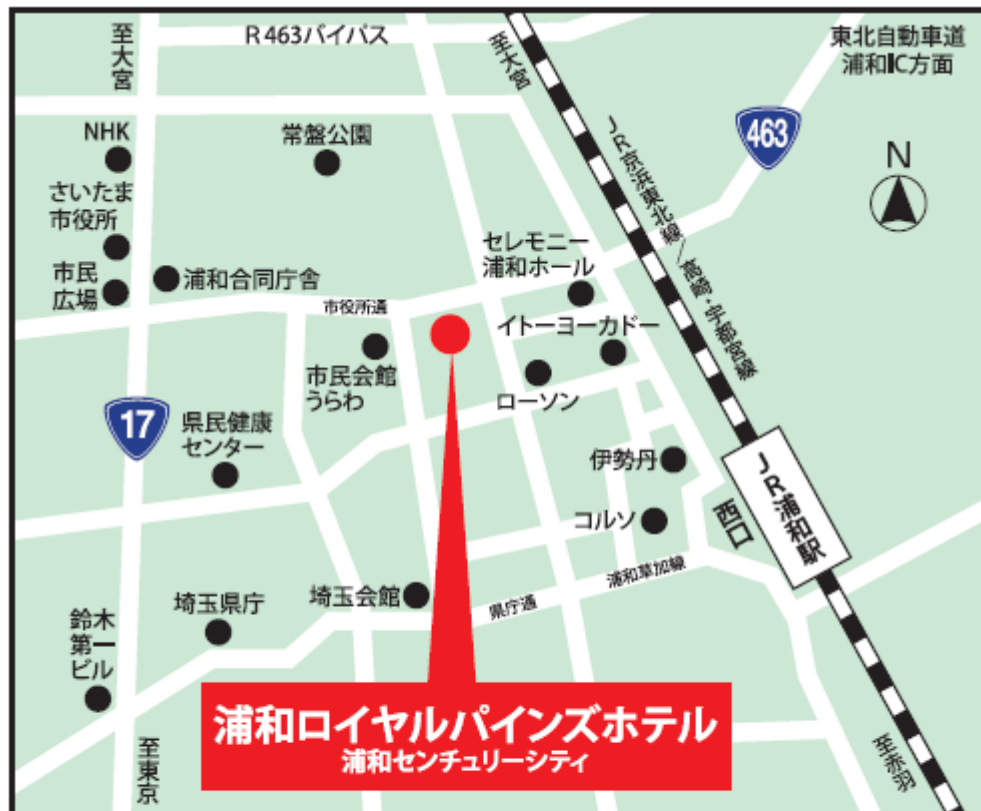 至大宮
R463バイパス
至大宮
東北自動車道
浦和IC方面
NHK
常盤公園
463
JR京浜東北線／高崎・宇都宮線
N
さいたま
市役所
セレモニー
浦和ホール
市民
広場
浦和合同庁舎
市役所通
イトーヨーカドー
市民会館
うらわ
ローソン
17
県民健康
センター
伊勢丹
JR浦和駅
西口
コルソ
浦和草加線
県庁通
埼玉会館
埼玉県庁
鈴木
第一
ビル
浦和ロイヤルパインズホテル
浦和センチュリーシティ
至東京
至赤羽